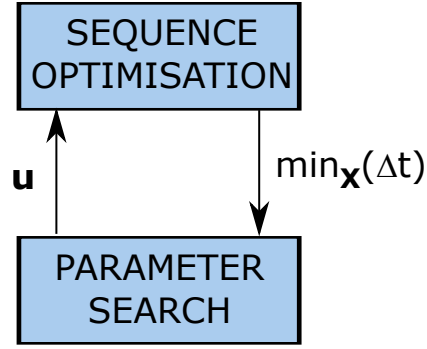 SEQUENCE
OPTIMISATION
u
min_X(Δt)
PARAMETER
SEARCH